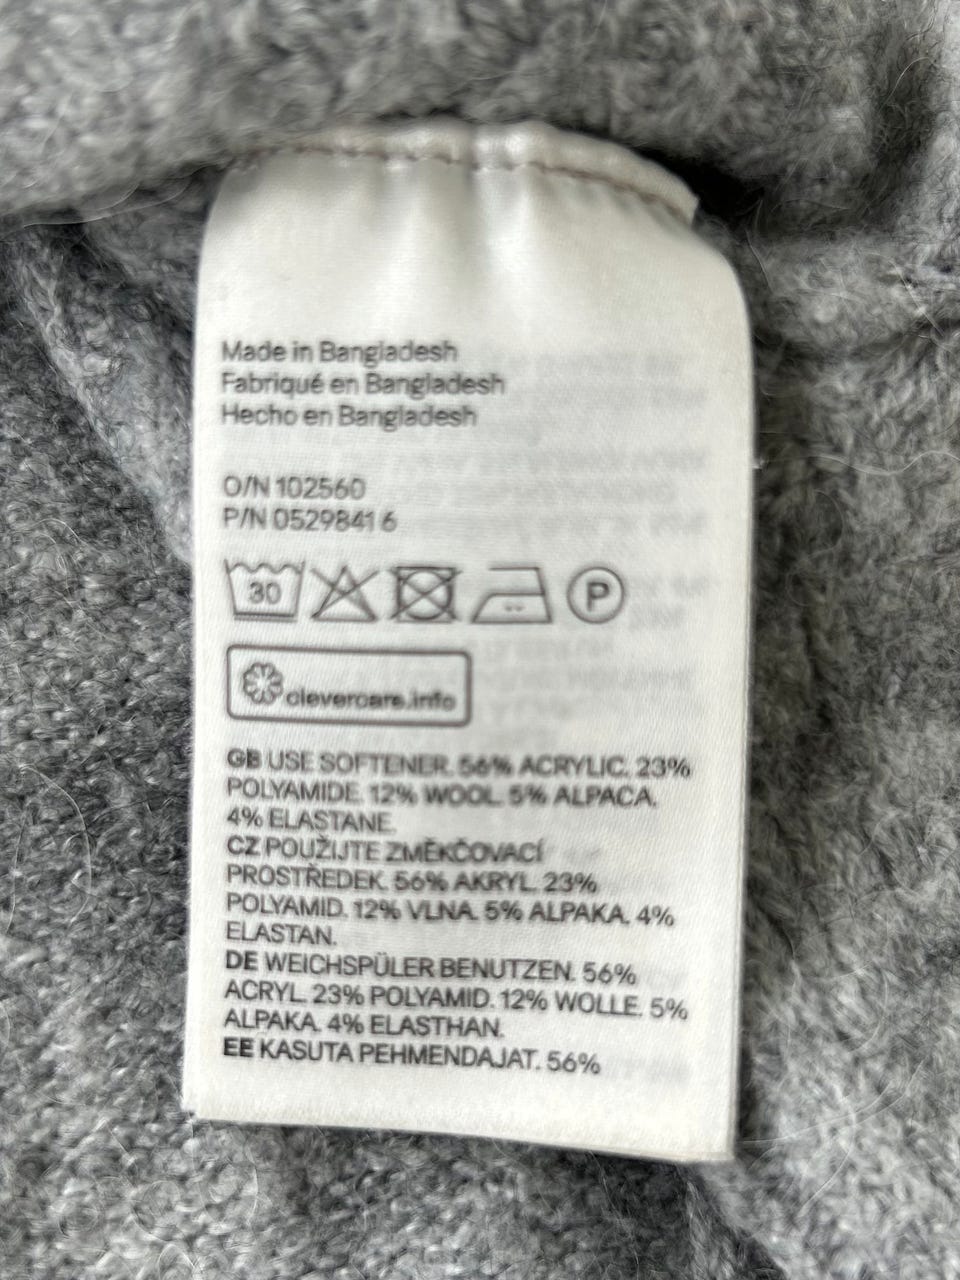 Made in Bangladesh
Fabriqué en Bangladesh
Hecho en Bangladesh
O/N 102560
P/N 0529841 6
30
P
clevercare.info
GB USE SOFTENER. 56% ACRYLIC. 23%
POLYAMIDE. 12% WOOL. 5% ALPACA.
4% ELASTANE.
CZ POUŽIJTE ZMĚKČOVACÍ
PROSTŘEDEK. 56% AKRYL. 23%
POLYAMID. 12% VLNA. 5% ALPAKA. 4%
ELASTAN.
DE WEICHSPÜLER BENUTZEN. 56%
ACRYL. 23% POLYAMID. 12% WOLLE. 5%
ALPAKA. 4% ELASTHAN.
EE KASUTA PEHMENDAJAT. 56%